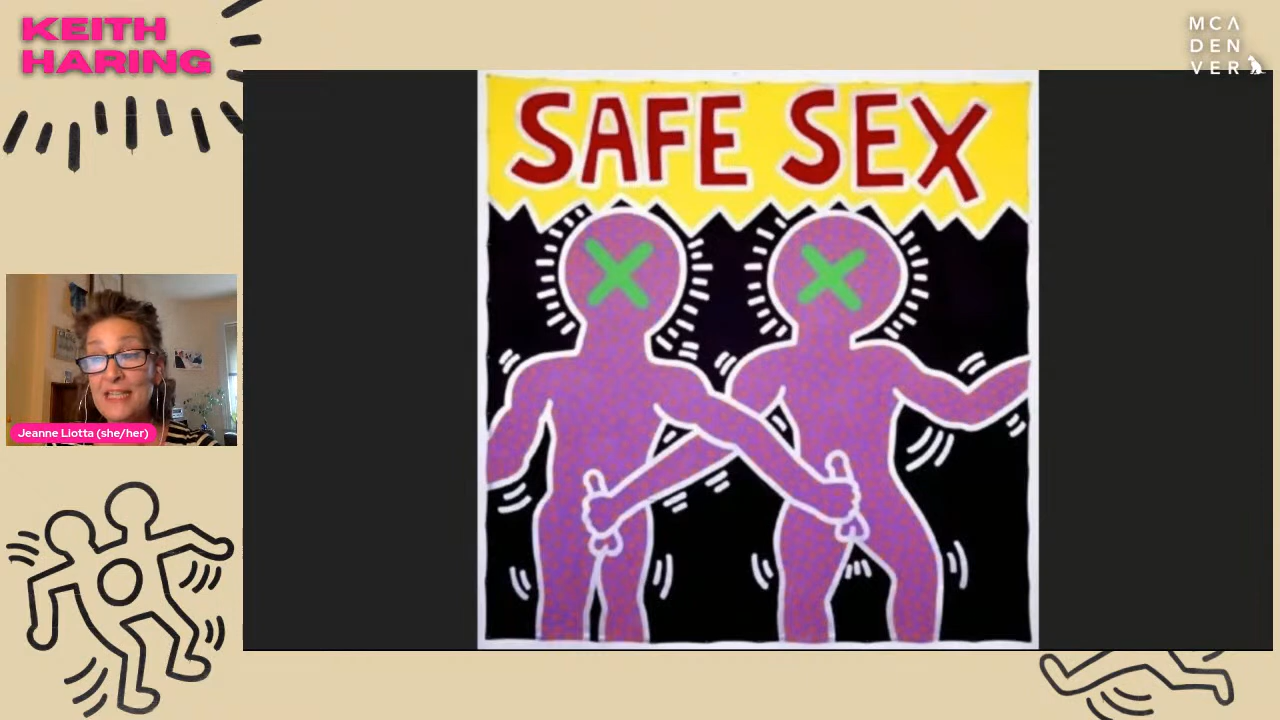 KEITH
HARING
MCA
DEN
VER
SAFE SEX
Jeanne Liotta (she/her)